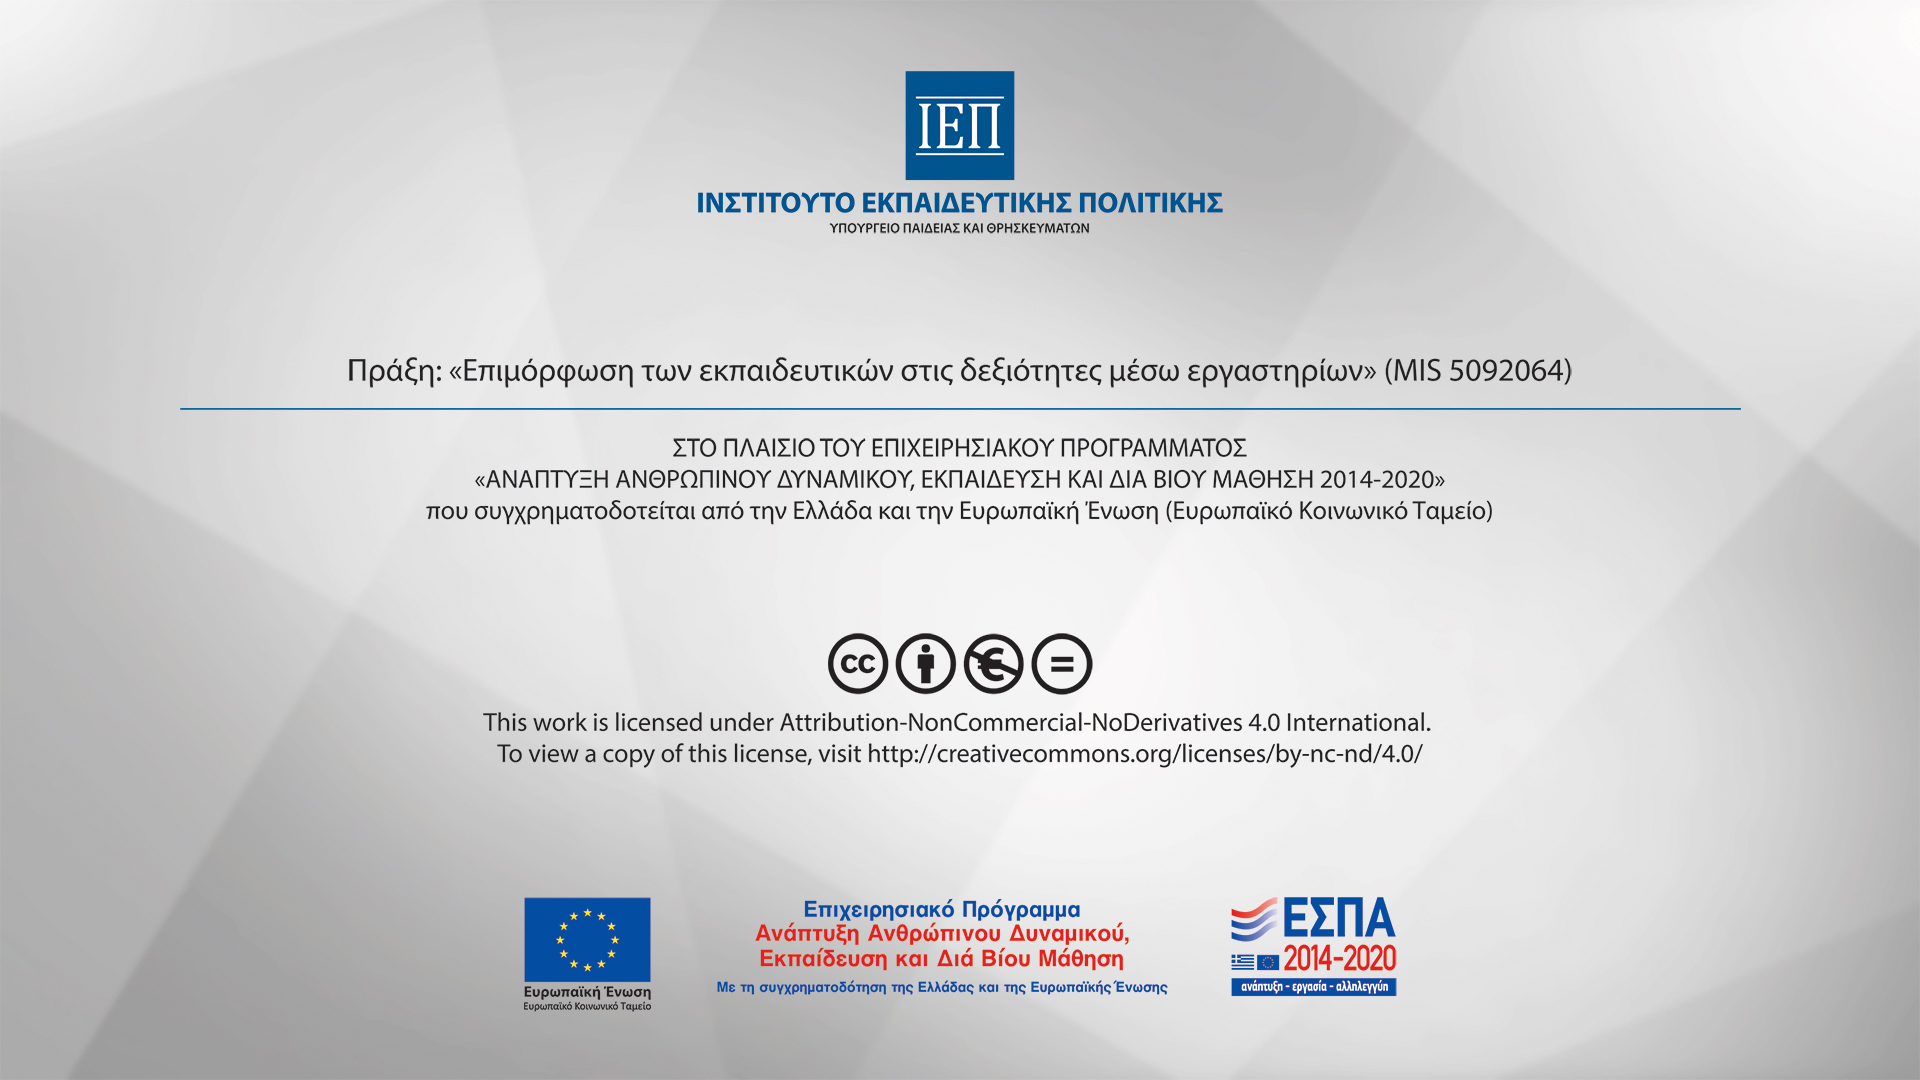 ΙΕΠ
ΙΝΣΤΙΤΟΥΤΟ ΕΚΠΑΙΔΕΥΤΙΚΗΣ ΠΟΛΙΤΙΚΗΣ
ΥΠΟΥΡΓΕΙΟ ΠΑΙΔΕΙΑΣ ΚΑΙ ΘΡΗΣΚΕΥΜΑΤΩΝ
Πράξη: «Επιμόρφωση των εκπαιδευτικών στις δεξιότητες μέσω εργαστηρίων» (MIS 5092064)
ΣΤΟ ΠΛΑΙΣΙΟ ΤΟΥ ΕΠΙΧΕΙΡΗΣΙΑΚΟΥ ΠΡΟΓΡΑΜΜΑΤΟΣ
«ΑΝΑΠΤΥΞΗ ΑΝΘΡΩΠΙΝΟΥ ΔΥΝΑΜΙΚΟΥ, ΕΚΠΑΙΔΕΥΣΗ ΚΑΙ ΔΙΑ ΒΙΟΥ ΜΑΘΗΣΗ 2014-2020»
που συγχρηματοδοτείται από την Ελλάδα και την Ευρωπαϊκή Ένωση (Ευρωπαϊκό Κοινωνικό Ταμείο)
cc € =
This work is licensed under Attribution-NonCommercial-NoDerivatives 4.0 International.
To view a copy of this license, visit http://creativecommons.org/licenses/by-nc-nd/4.0/
Ευρωπαϊκή Ένωση
Ευρωπαϊκό Κοινωνικό Ταμείο
Επιχειρησιακό Πρόγραμμα
Ανάπτυξη Ανθρώπινου Δυναμικού,
Εκπαίδευση και Διά Βίου Μάθηση
Με τη συγχρηματοδότηση της Ελλάδας και της Ευρωπαϊκής Ένωσης
ΕΣΠΑ
2014-2020
ανάπτυξη - εργασία - αλληλεγγύη